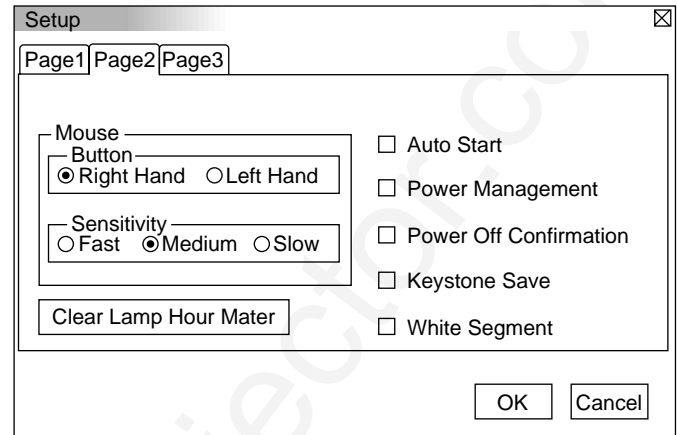 Setup
Page1 Page2 Page3
Mouse
Button
Right Hand Left Hand
Sensitivity
Fast Medium Slow
Clear Lamp Hour Mater
Auto Start
Power Management
Power Off Confirmation
Keystone Save
White Segment
OK Cancel